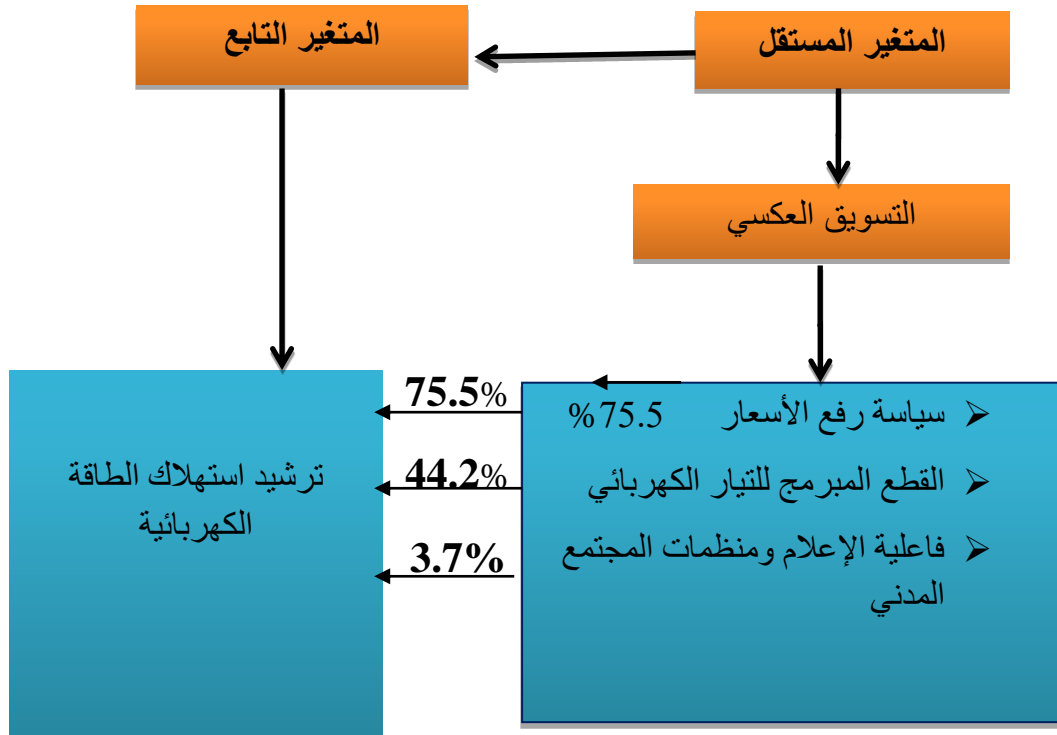 المتغير المستقل
المتغير التابع
التسويق العكسي
سياسة رفع الأسعار 75.5%
القطع المبرمج للتيار الكهربائي
فاعلية الإعلام ومنظمات المجتمع
المدني
75.5%
44.2%
3.7%
ترشيد استهلاك الطاقة
الكهربائية